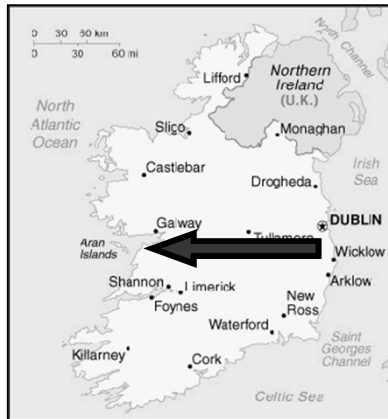 0 30 60 km
0 30 60 mi
North Channel
Lifford
Northern
Ireland
(U.K.)
North
Atlantic
Ocean
Sligo
Monaghan
Irish
Sea
Castlebar
Drogheda
DUBLIN
Galway
Tullamore
Aran
Islands
Wicklow
Shannon
Limerick
Arklow
Foynes
New
Ross
Waterford
Saint
Georges
Channel
Killarney
Cork
Celtic Sea